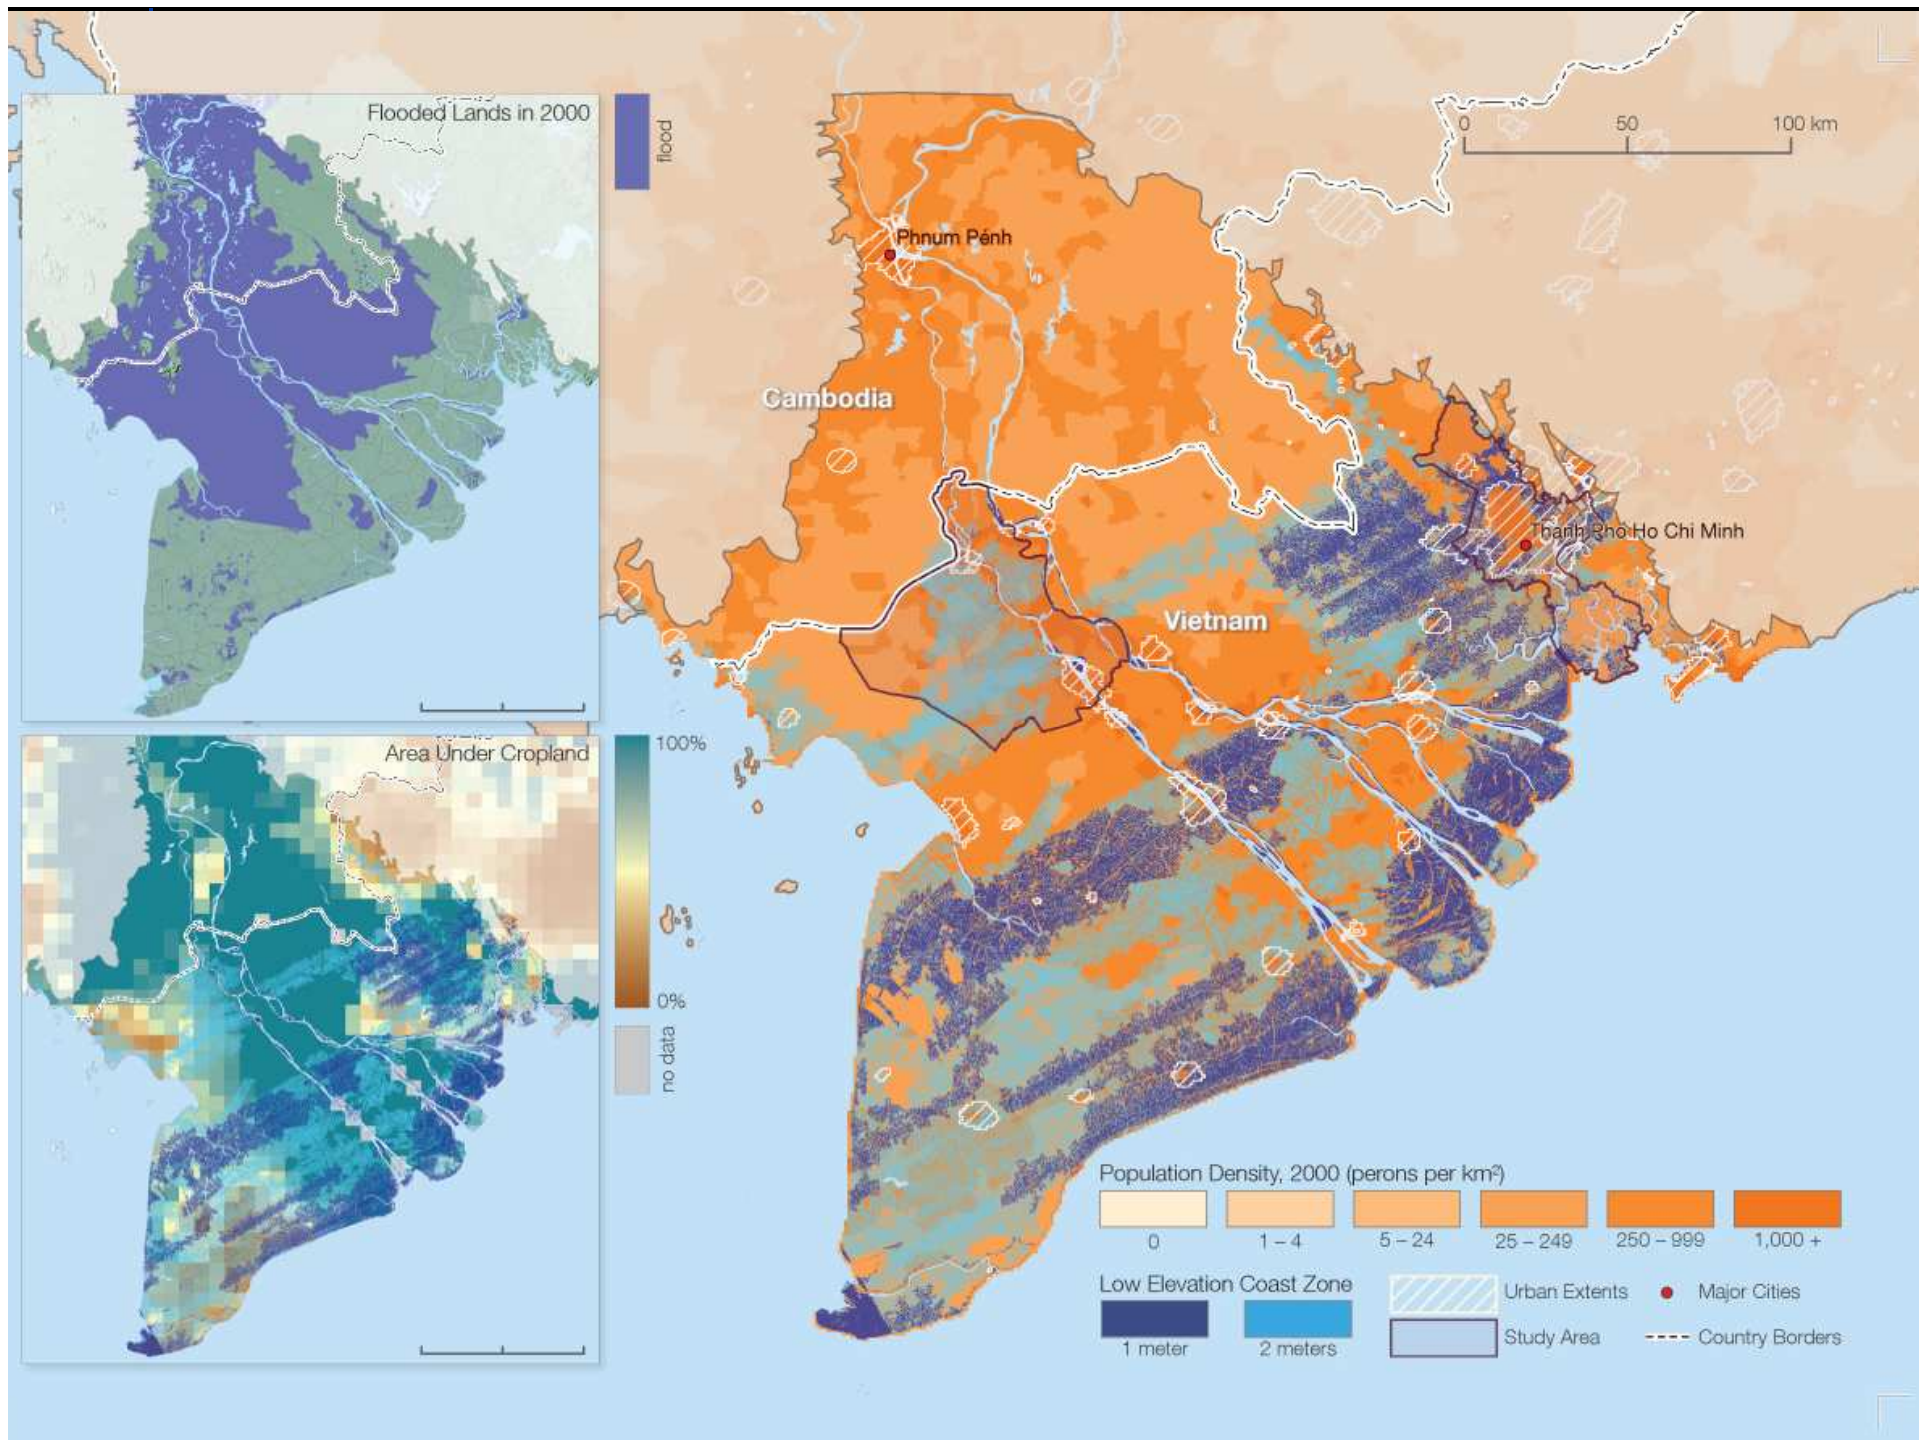 Flooded Lands in 2000
flood
0 50 100 km
Phnum Pénh
Cambodia
Thanh Pho Ho Chi Minh
Vietnam
Area Under Cropland
100%
0%
no data
Population Density, 2000 (perons per km²)
0 1 – 4 5 – 24 25 – 249 250 – 999 1,000 +
Low Elevation Coast Zone
1 meter 2 meters
Urban Extents Major Cities
Study Area Country Borders